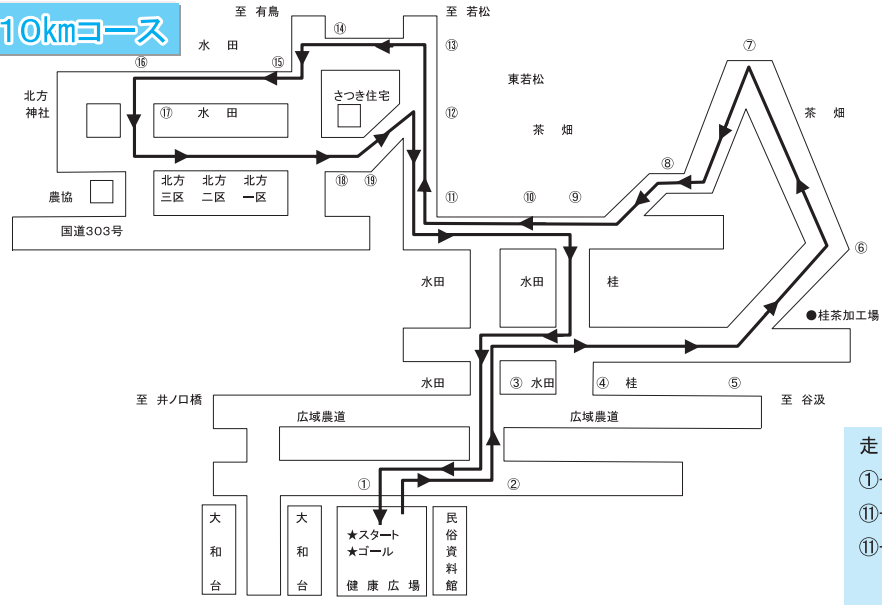 10kmコース
至 有鳥
至 若松
⑭
⑬
水 田
⑯
⑮
⑦
東若松
北方
神社
さつき住宅
⑰ 水 田
⑫
茶 畑
茶 畑
⑧
農協
北方
三区
北方
二区
北方
一区
⑱ ⑲
⑪
⑩
⑨
国道303号
⑥
水田
水田
桂
●桂茶加工場
水田
③ 水田
④ 桂
⑤
至 井ノ口橋
至 谷汲
広域農道
広域農道
走
①
②
①-
⑪-
⑪-
大
和
台
大
和
台
★スタート
★ゴール
健 康 広 場
民
俗
資
料
館